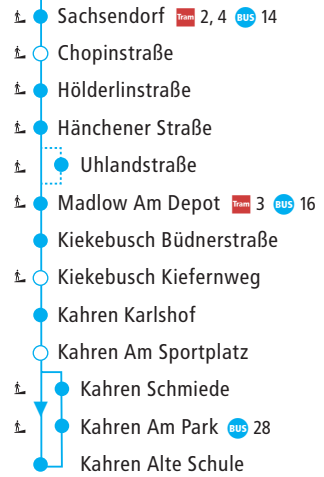 Sachsendorf Tram 2, 4 BUS 14
Chopinstraße
Hölderlinstraße
Hänchener Straße
Uhlandstraße
Madlow Am Depot Tram 3 BUS 16
Kiekebusch Büdnerstraße
Kiekebusch Kiefernweg
Kahren Karlshof
Kahren Am Sportplatz
Kahren Schmiede
Kahren Am Park BUS 28
Kahren Alte Schule